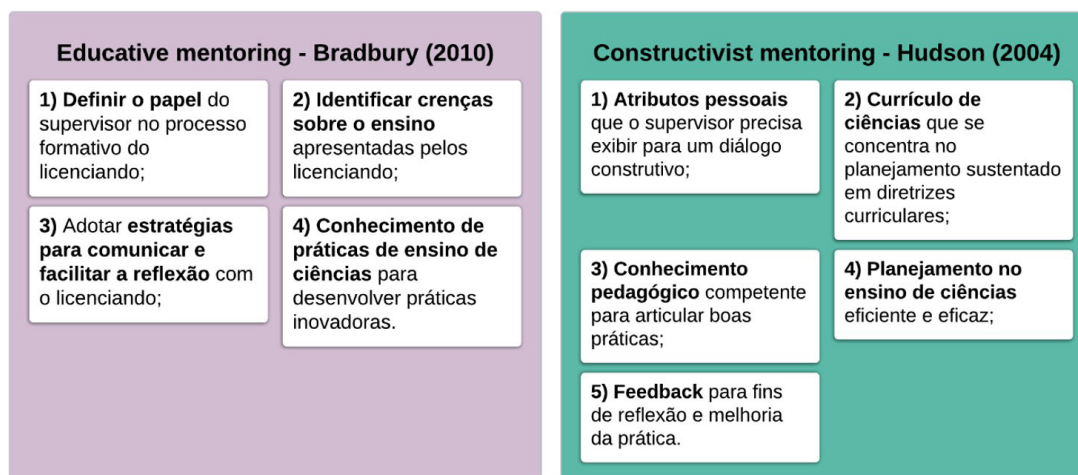 Educative mentoring - Bradbury (2010)
1) Definir o papel do
supervisor no processo
formativo do
licenciando;
2) Identificar crenças
sobre o ensino
apresentadas pelos
licenciando;
3) Adotar estratégias
para comunicar e
facilitar a reflexão com
o licenciando;
4) Conhecimento de
práticas de ensino de
ciências para
desenvolver práticas
inovadoras.
Constructivist mentoring - Hudson (2004)
1) Atributos pessoais
que o supervisor precisa
exibir para um diálogo
construtivo;
2) Currículo de
ciências que se
concentra no
planejamento sustentado
em diretrizes
curriculares;
3) Conhecimento
pedagógico competente
para articular boas
práticas;
4) Planejamento no
ensino de ciências
eficiente e eficaz;
5) Feedback para fins
de reflexão e melhoria
da prática.